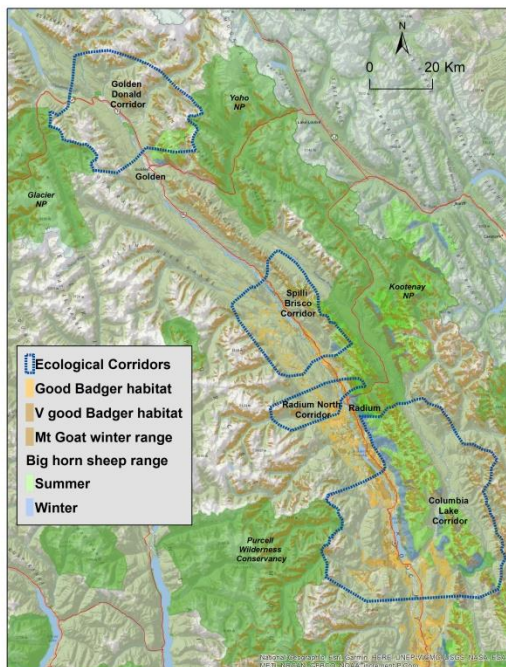 N
0 20 Km
Golden
Donald
Corridor
Yoho
NP
Golden
Glacier
NP
Spilli
Brisco
Corridor
Kootenay
NP
Ecological Corridors
Good Badger habitat
V good Badger habitat
Mt Goat winter range
Big horn sheep range
Summer
Winter
Radium North
Corridor
Radium
Columbia
Lake
Corridor
Purcell
Wilderness
Conservancy